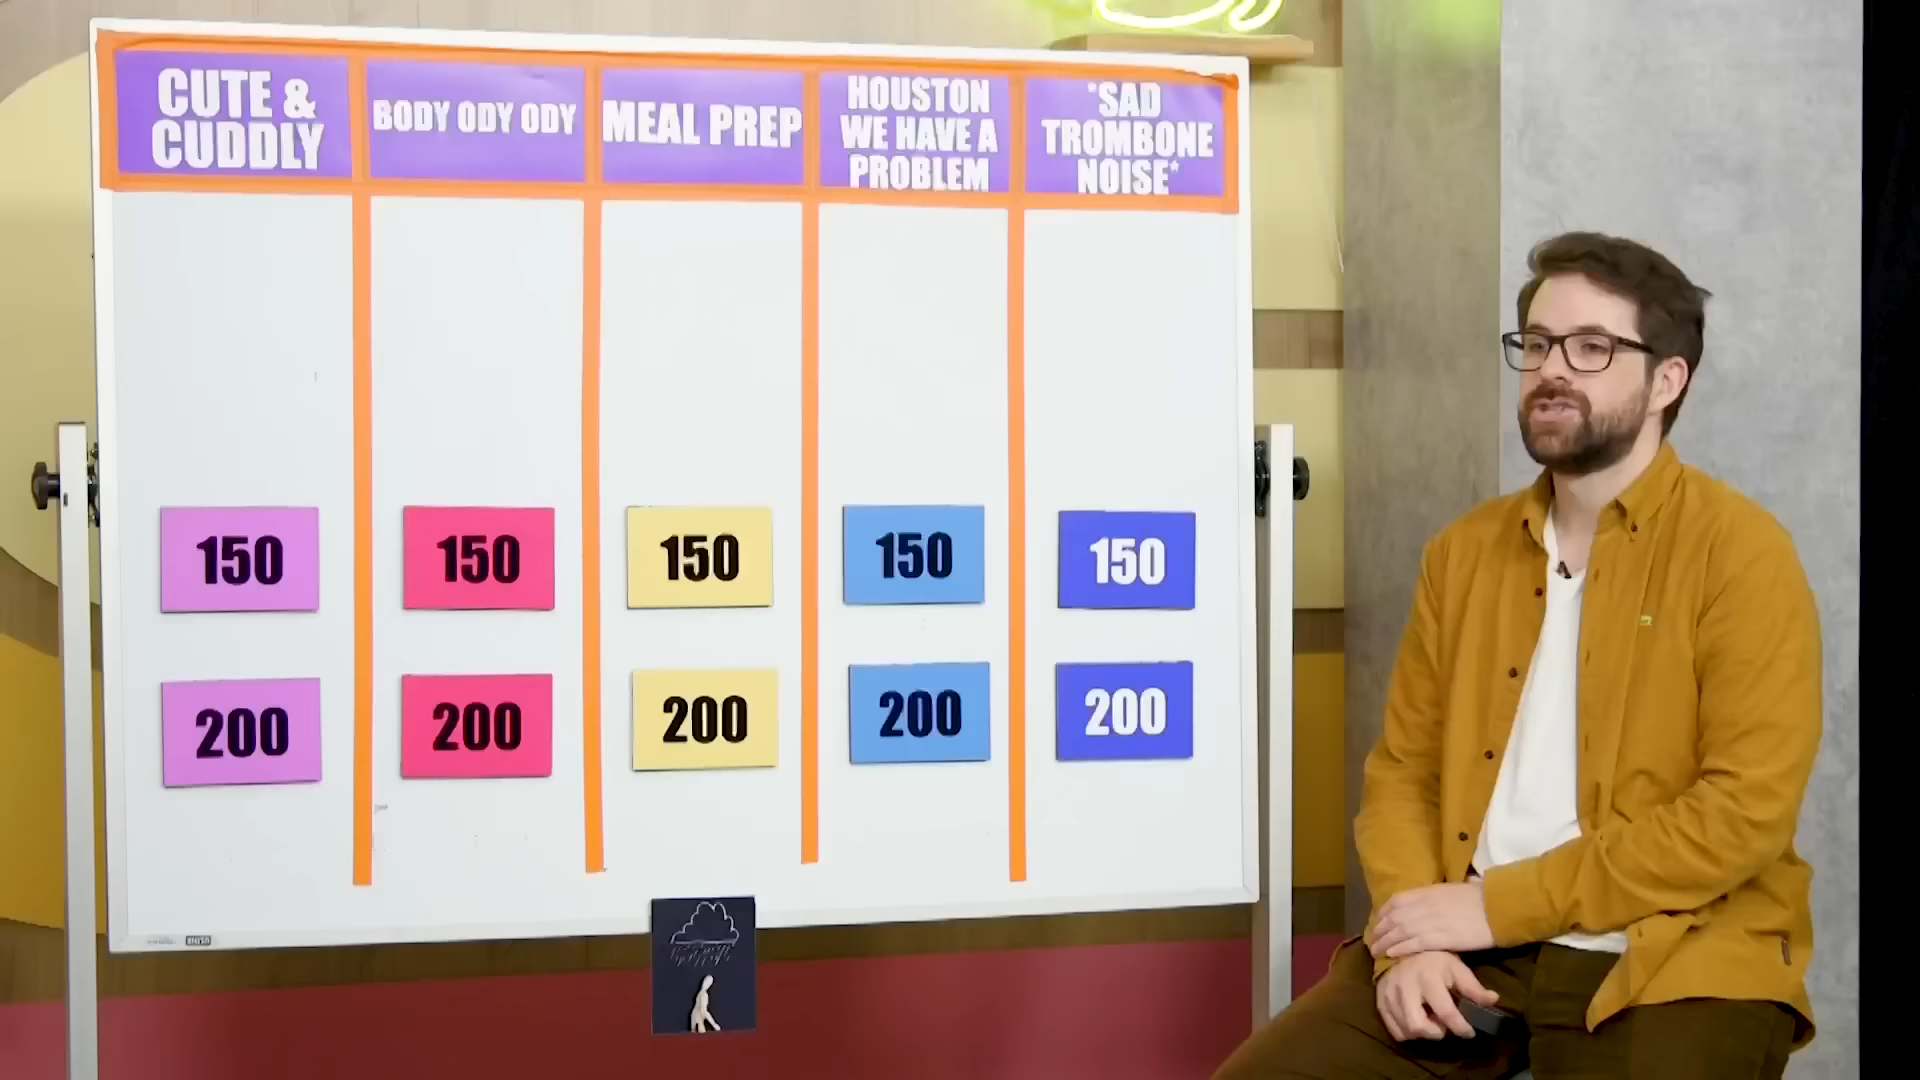 CUTE &
CUDDLY
BODY ODY ODY
MEAL PREP
HOUSTON
WE HAVE A
PROBLEM
*SAD
TROMBONE
NOISE*
150
150
150
150
150
200
200
200
200
200